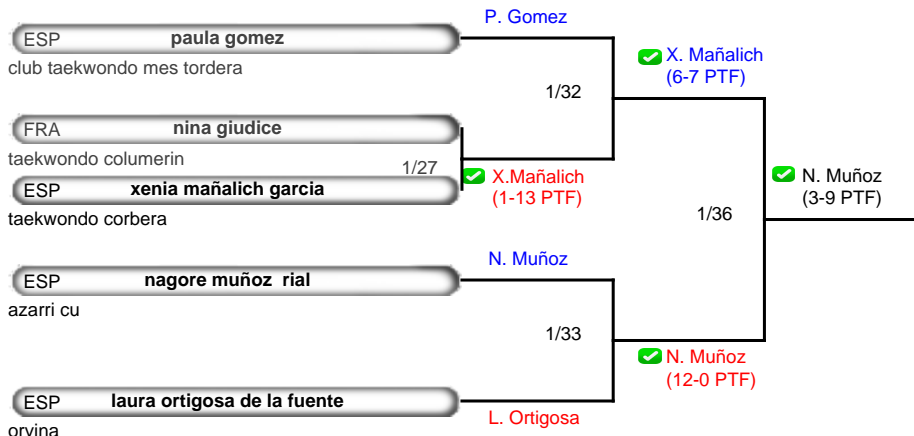 P. Gomez
ESP paula gomez
club taekwondo mes tordera
X. Mañalich
(6-7 PTF)
1/32
FRA nina giudice
taekwondo columerin
1/27
X.Mañalich
(1-13 PTF)
ESP xenia mañalich garcia
taekwondo corbera
N. Muñoz
(3-9 PTF)
1/36
N. Muñoz
ESP nagore muñoz rial
azarri cu
1/33
N. Muñoz
(12-0 PTF)
ESP laura ortigosa de la fuente
L. Ortigosa
orvina